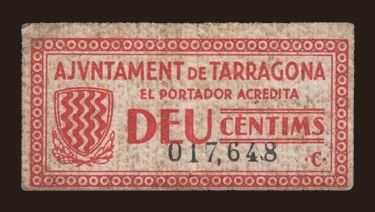 AJVNTAMENT DE TARRAGONA
EL PORTADOR ACREDITA
DEU CÈNTIMS
017,648
·C·